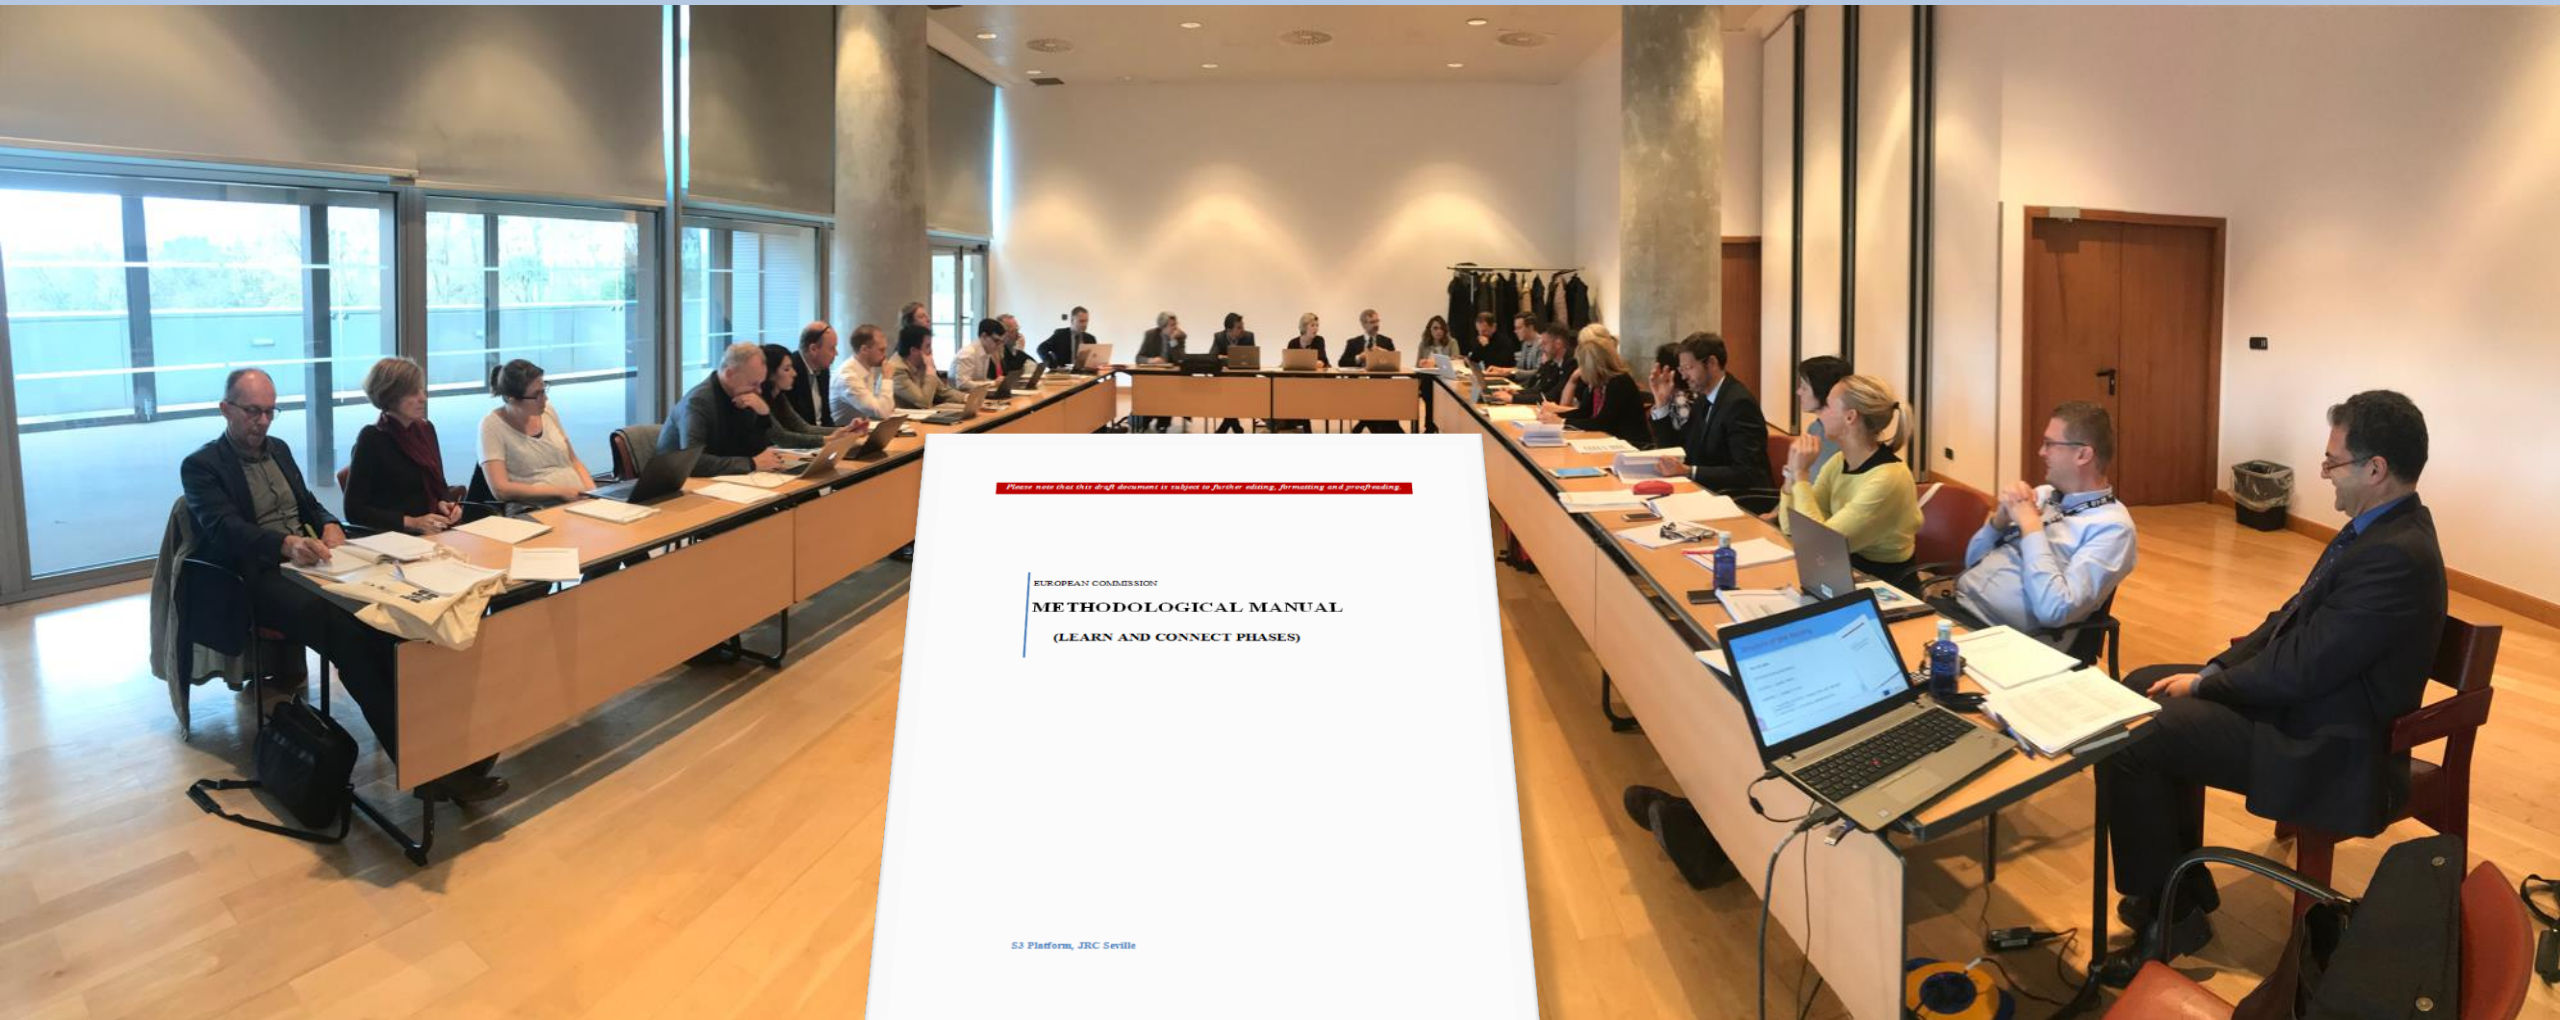 Please note that this draft document is subject to further editing, formatting and proofreading.
EUROPEAN COMMISSION
METHODOLOGICAL MANUAL
(LEARN AND CONNECT PHASES)
S3 Platform, JRC Seville